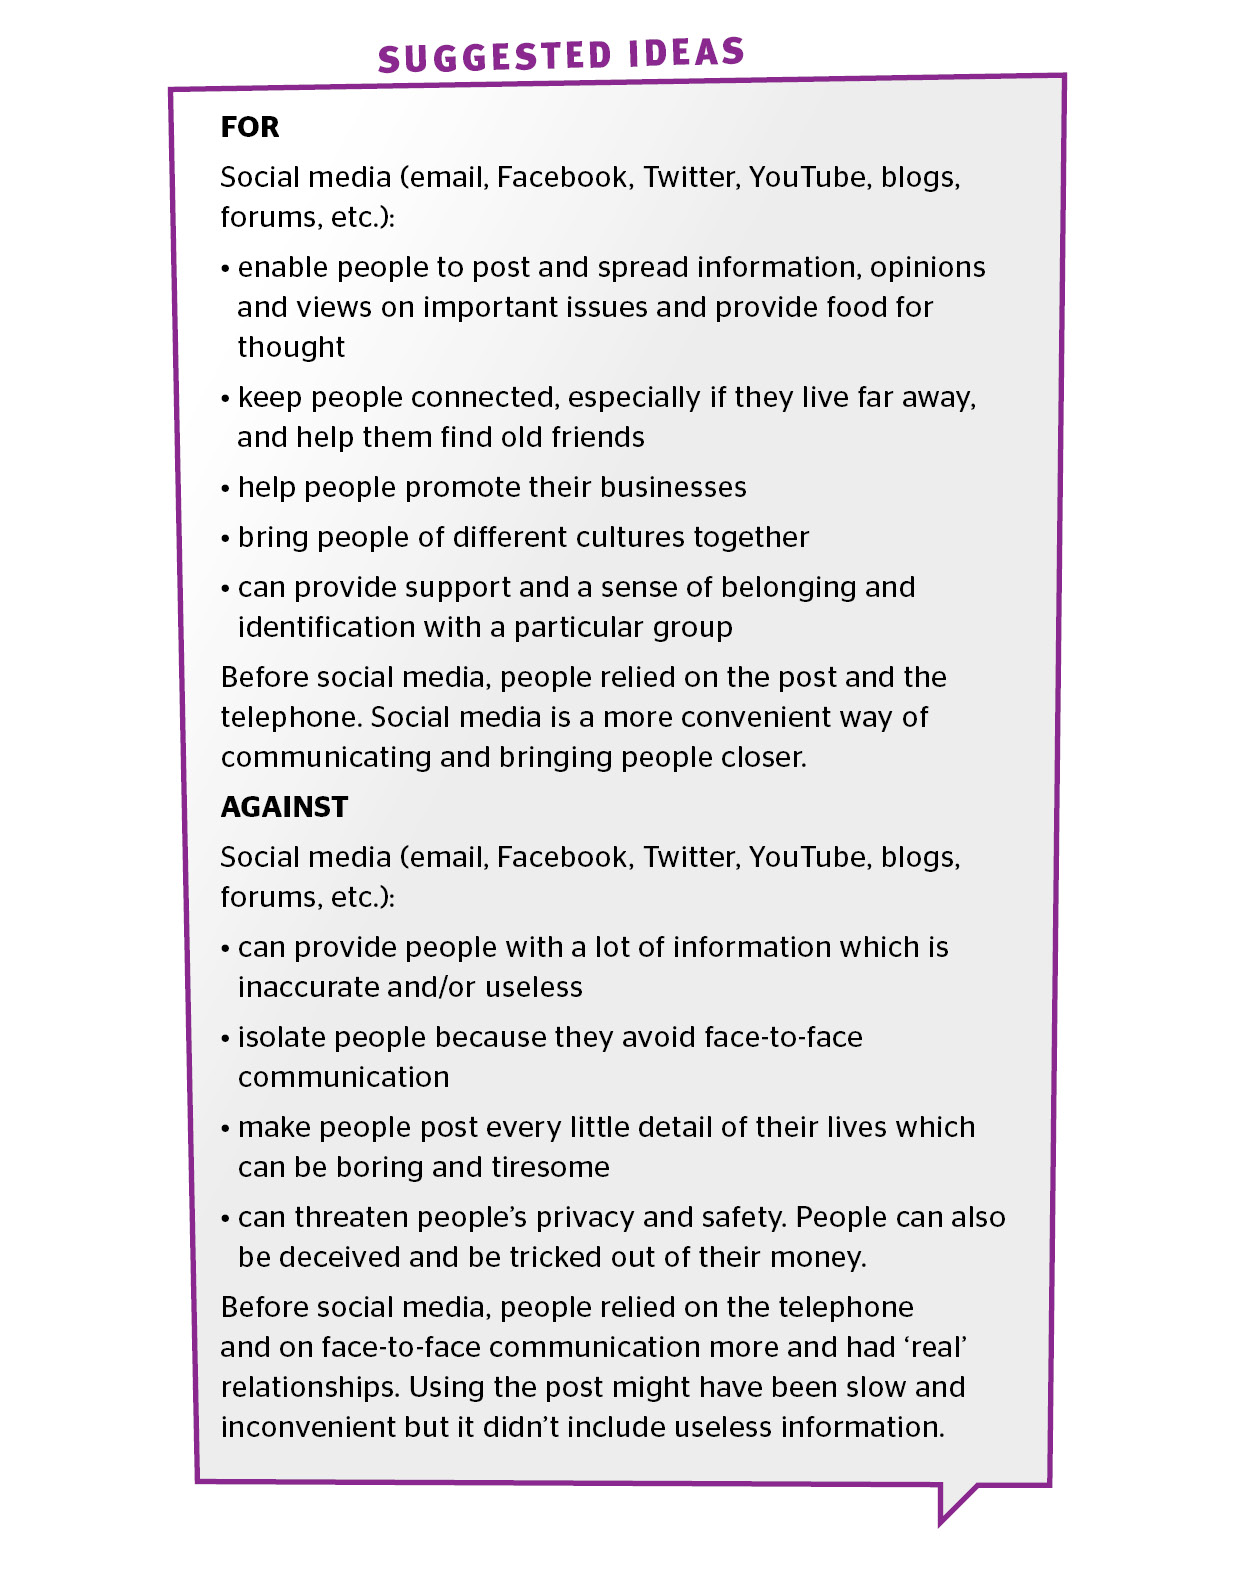 SUGGESTED IDEAS
FOR
Social media (email, Facebook, Twitter, YouTube, blogs,
forums, etc.):
• enable people to post and spread information, opinions
and views on important issues and provide food for
thought
• keep people connected, especially if they live far away,
and help them find old friends
• help people promote their businesses
• bring people of different cultures together
• can provide support and a sense of belonging and
identification with a particular group
Before social media, people relied on the post and the
telephone. Social media is a more convenient way of
communicating and bringing people closer.
AGAINST
Social media (email, Facebook, Twitter, YouTube, blogs,
forums, etc.):
• can provide people with a lot of information which is
inaccurate and/or useless
• isolate people because they avoid face-to-face
communication
• make people post every little detail of their lives which
can be boring and tiresome
• can threaten people’s privacy and safety. People can also
be deceived and be tricked out of their money.
Before social media, people relied on the telephone
and on face-to-face communication more and had ‘real’
relationships. Using the post might have been slow and
inconvenient but it didn’t include useless information.